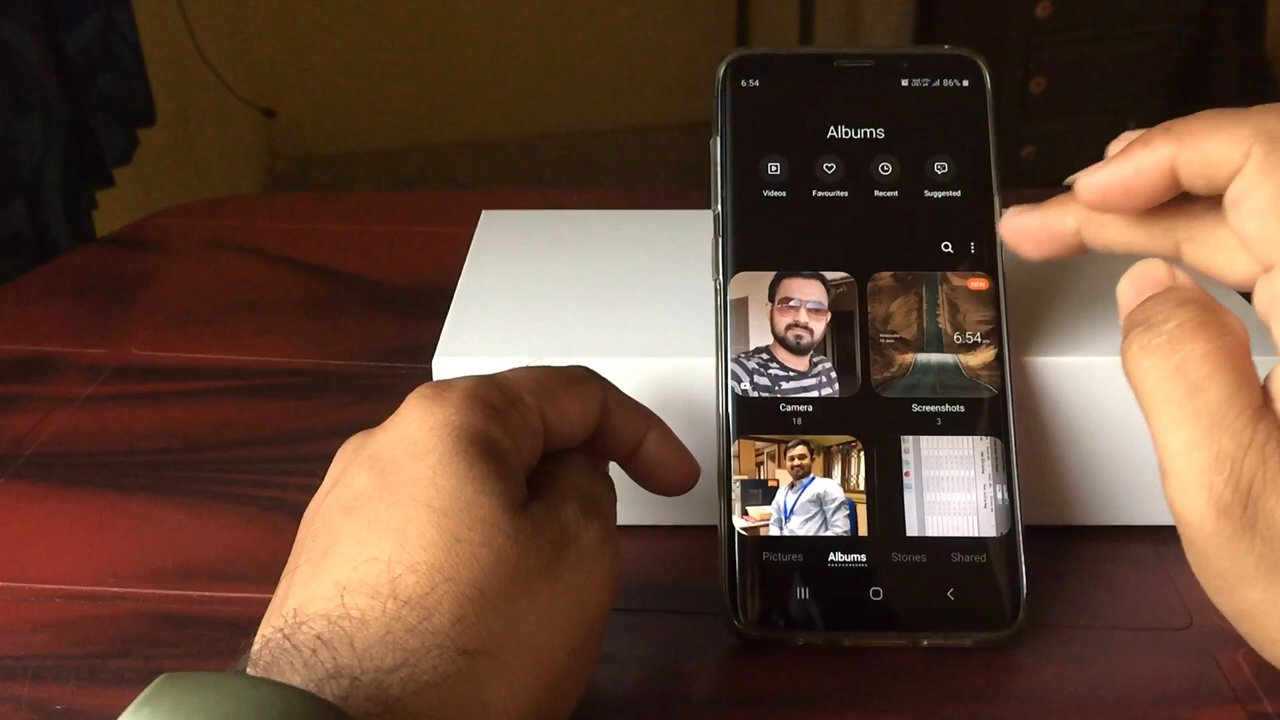 6:54
86%
Albums
Videos
Favourites
Recent
Suggested
NEW
6:54
Camera
Screenshots
18
3
Pictures
Albums
Stories
Shared